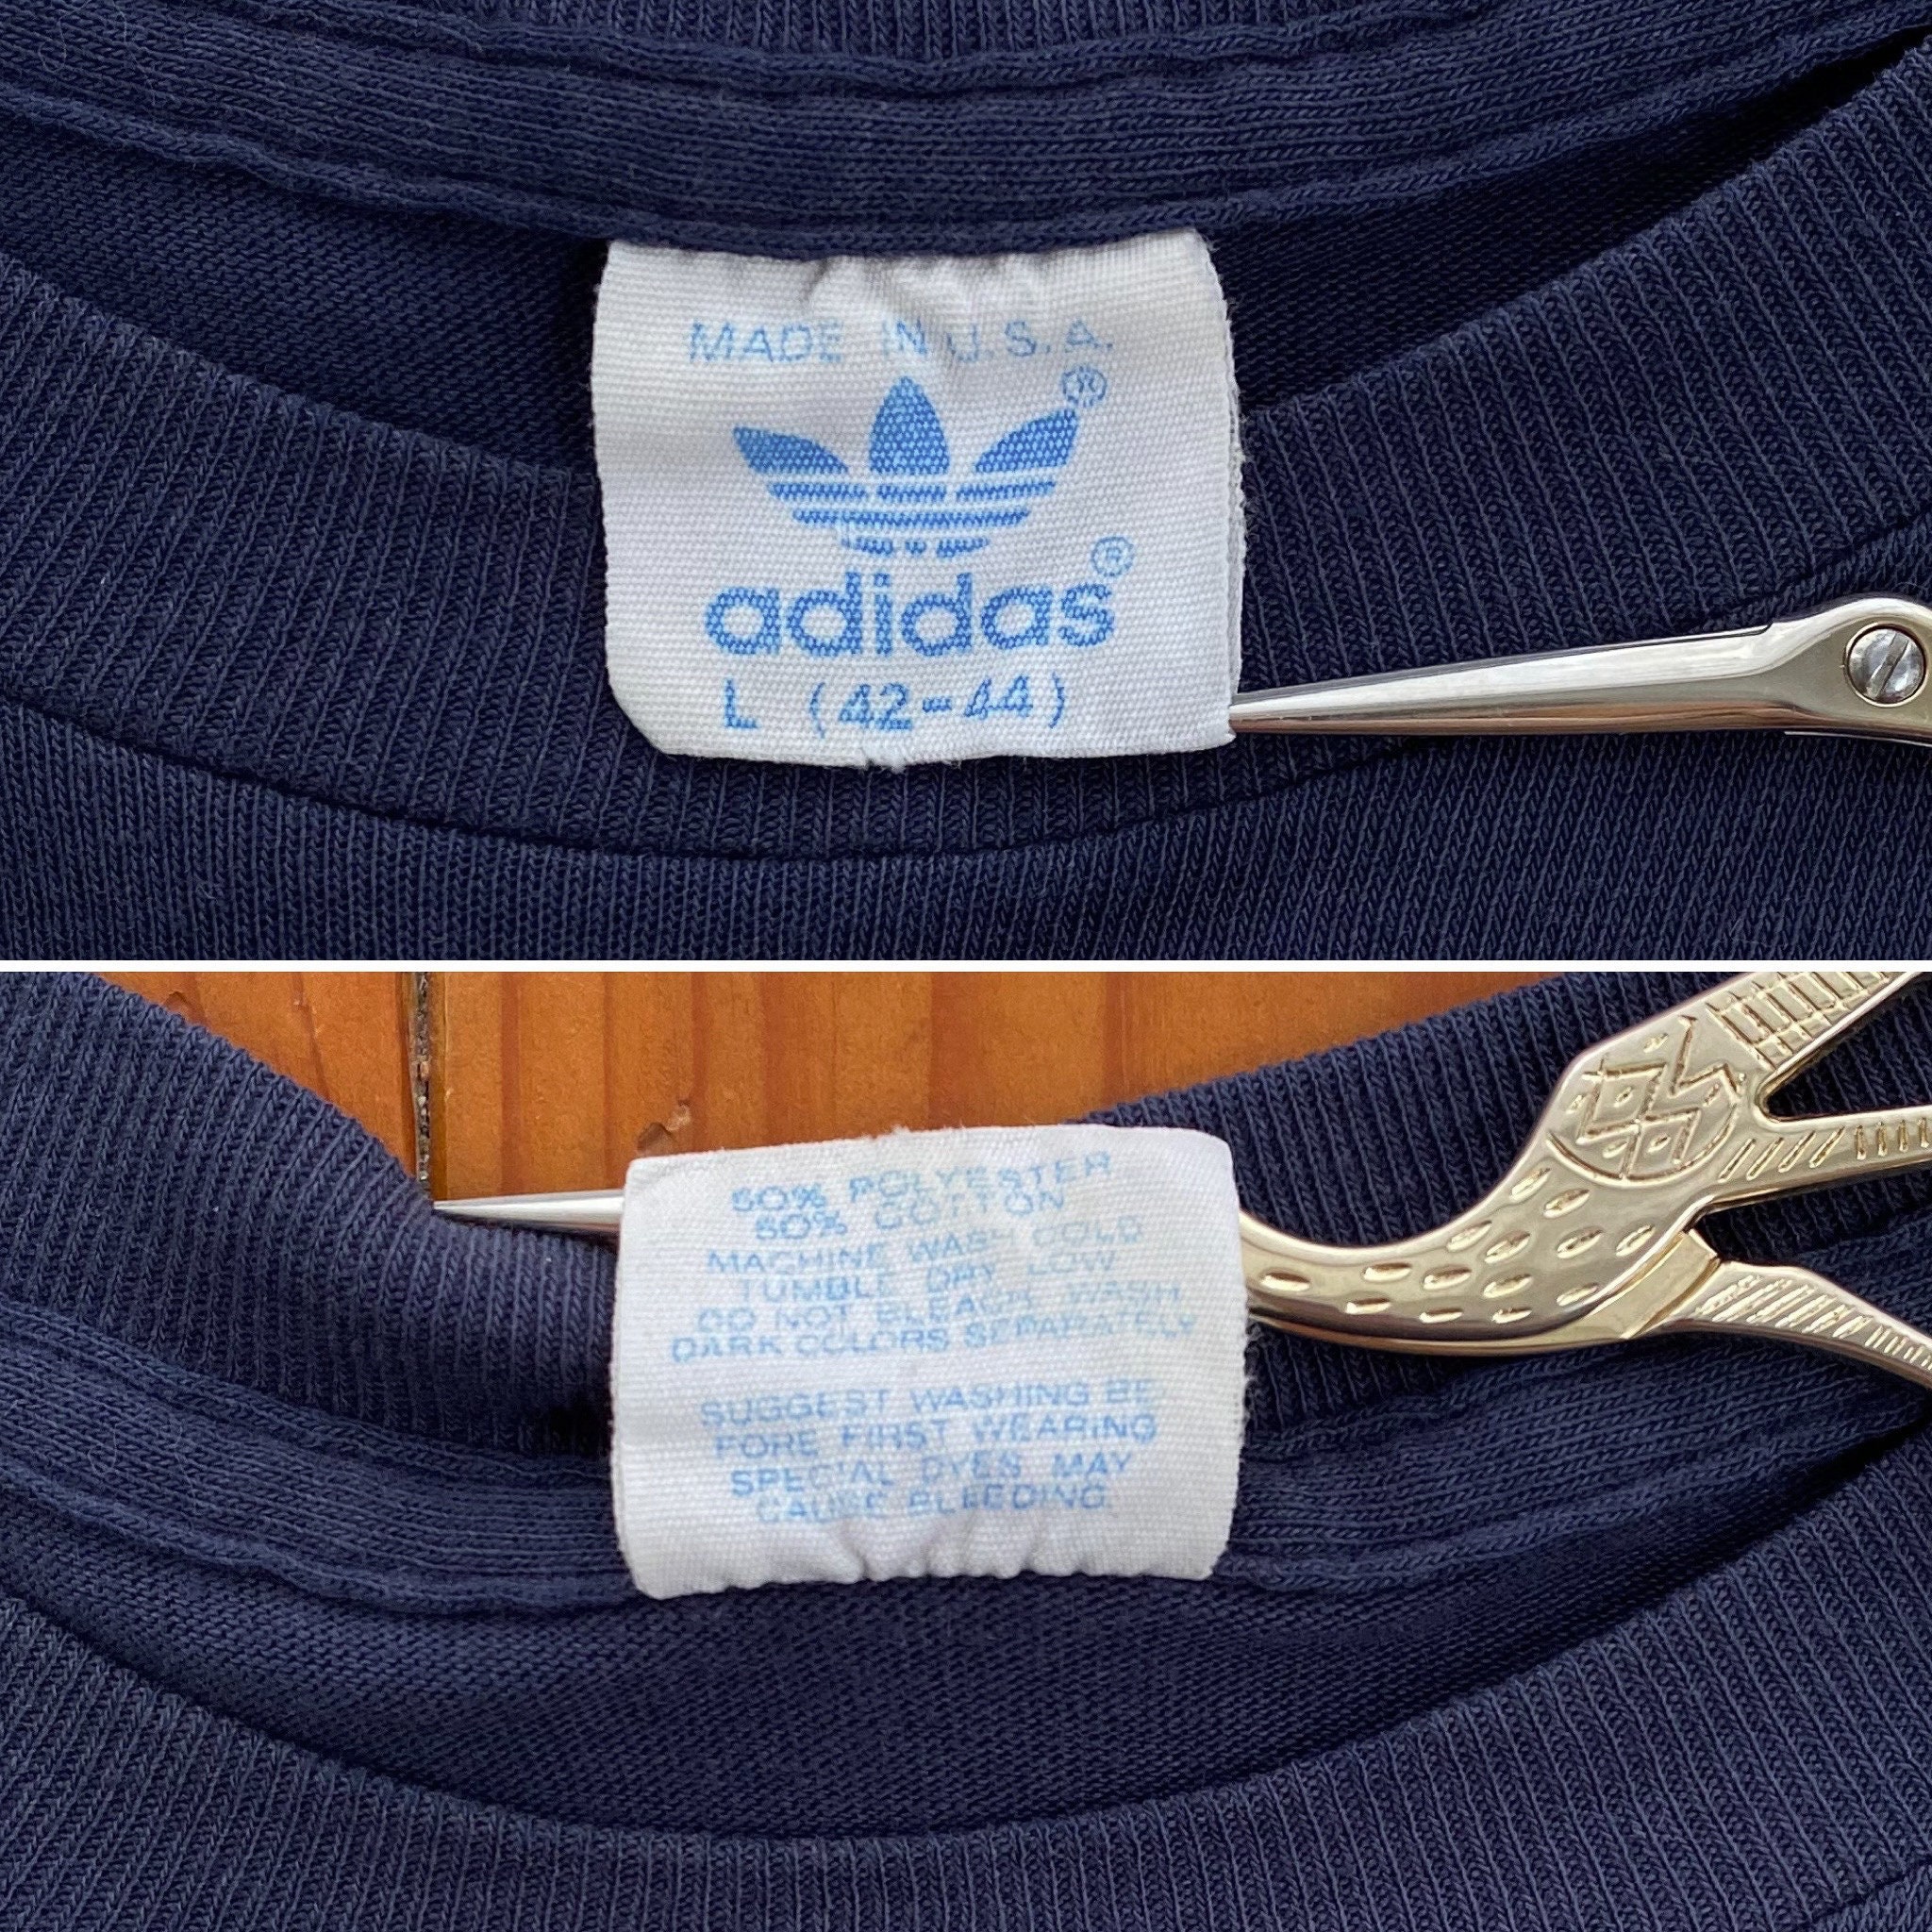 MADE IN U.S.A.
®
adidas®
L (42-44)
50% POLYESTER
50% COTTON
MACHINE WASH COLD
TUMBLE DRY LOW
DO NOT BLEACH, WASH
DARK COLORS SEPARATELY
SUGGEST WASHING BE
FORE FIRST WEARING
SPECIAL DYES MAY
CAUSE BLEEDING.